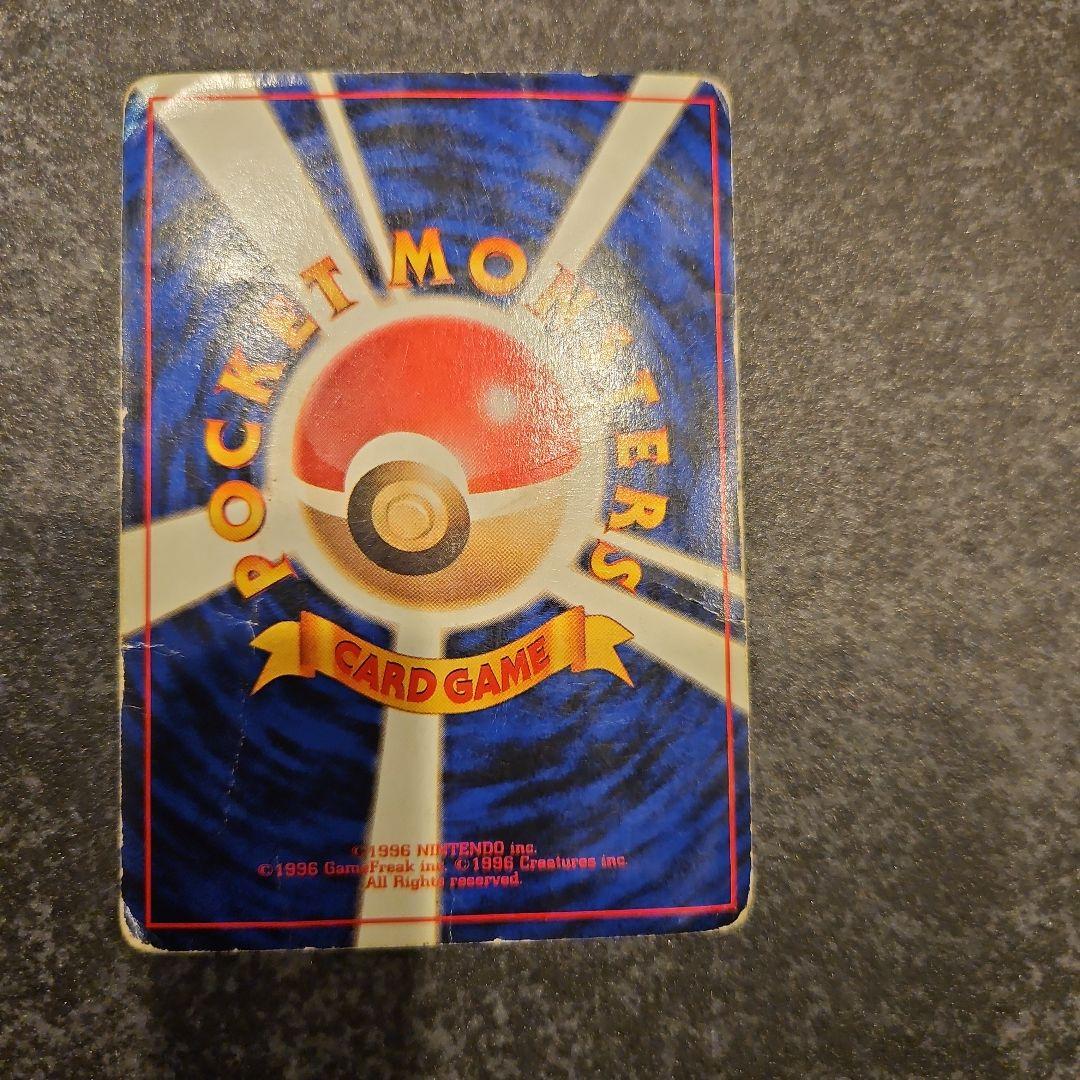 POCKET MONSTERS
CARD GAME
©1996 NINTENDO inc.
©1996 GameFreak inc. ©1996 Creatures inc.
All Rights reserved.